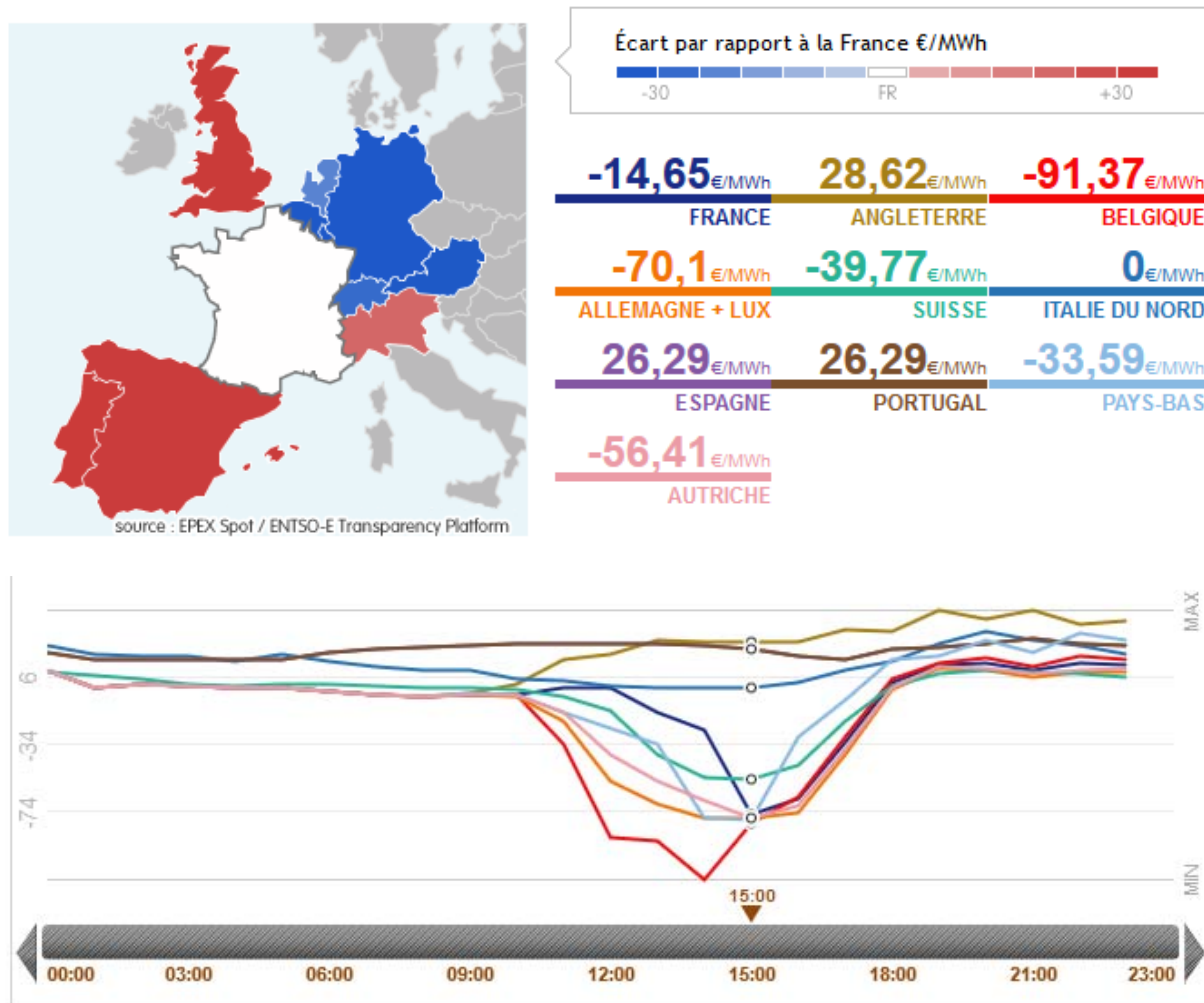 Écart par rapport à la France €/MWh
-30 FR +30
-14,65€/MWh 28,62€/MWh -91,37€/MWh
FRANCE ANGLETERRE BELGIQUE
-70,1€/MWh -39,77€/MWh 0€/MWh
ALLEMAGNE + LUX SUISSE ITALIE DU NORD
26,29€/MWh 26,29€/MWh -33,59€/MWh
ESPAGNE PORTUGAL PAYS-BAS
-56,41€/MWh
AUTRICHE
source : EPEX Spot / ENTSO-E Transparency Platform
MAX
6
-34
-74
MIN
15:00
00:00 03:00 06:00 09:00 12:00 15:00 18:00 21:00 23:00